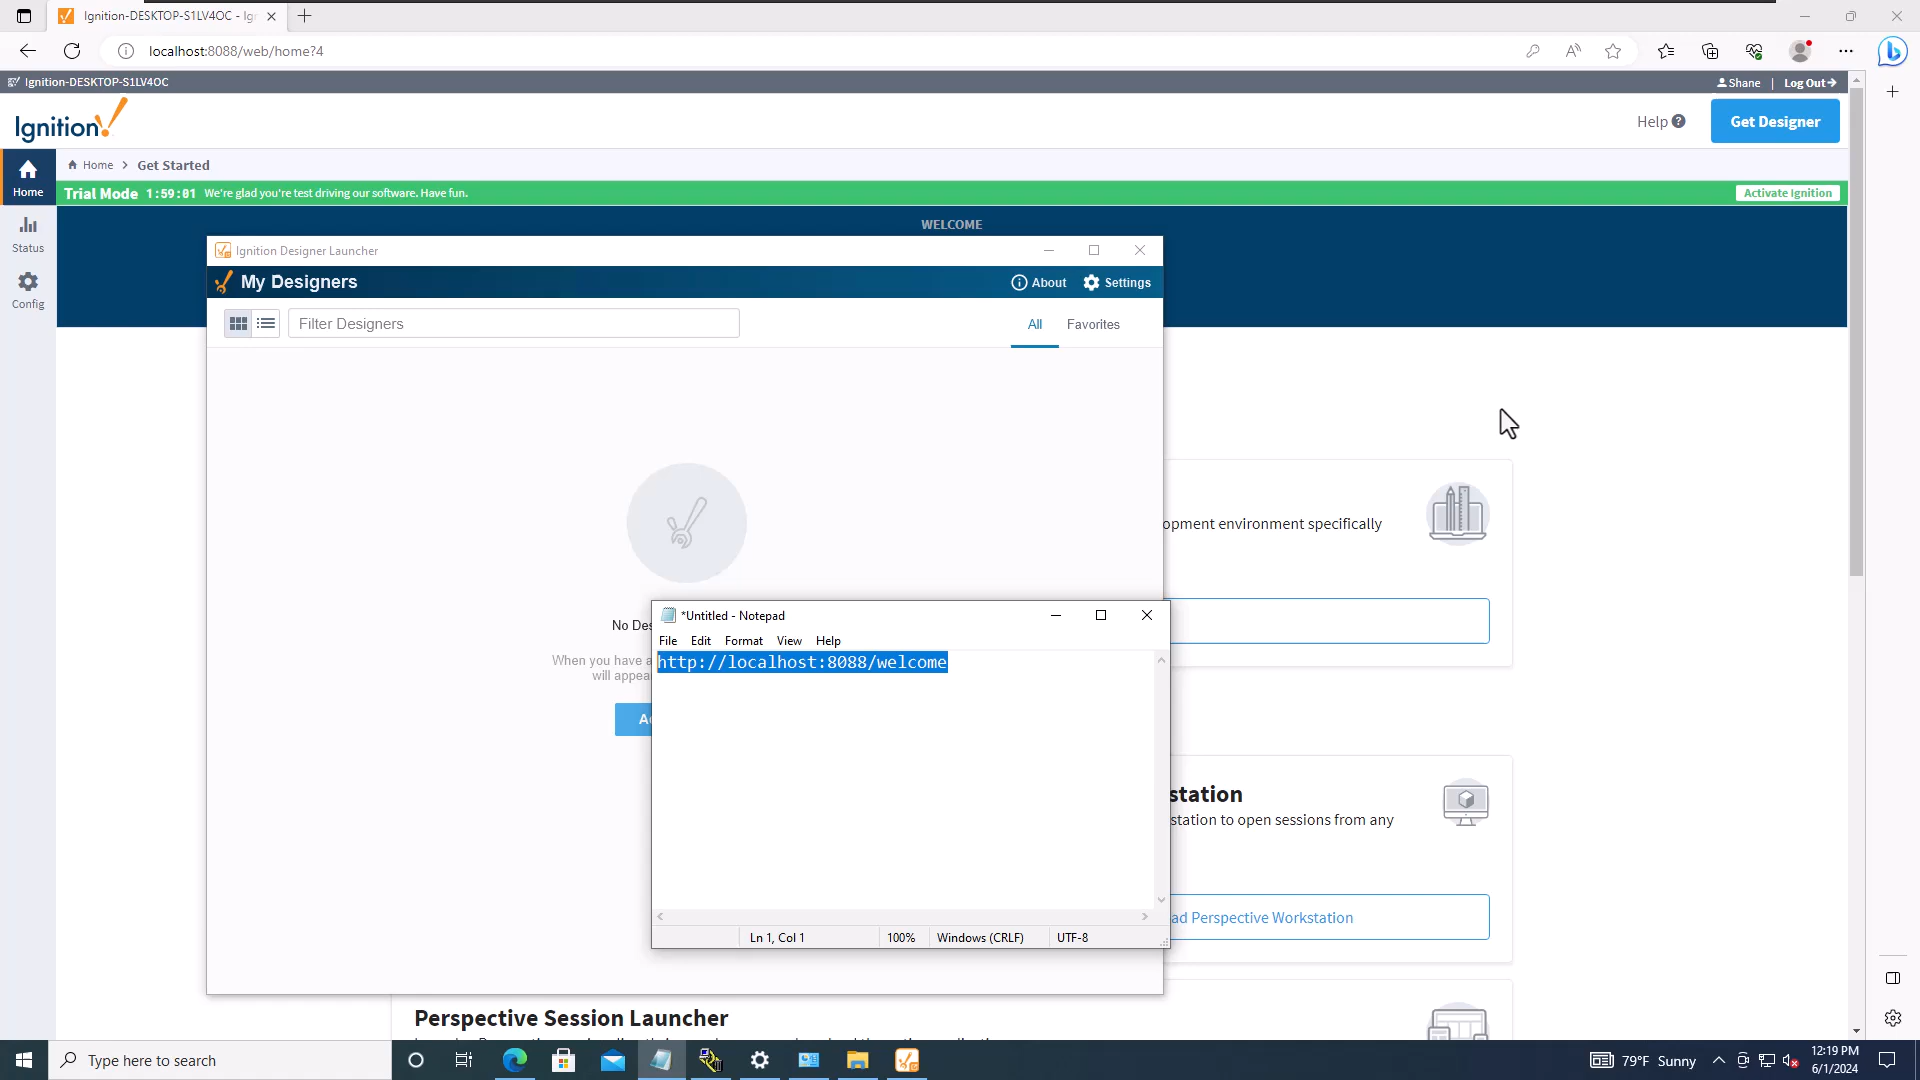 Ignition-DESKTOP-S1LV4OC - Ig
localhost:8088/web/home?4
Ignition-DESKTOP-S1LV4OC
Shane | Log Out
Ignition!
Help
Get Designer
Home > Get Started
Home
Trial Mode 1:59:01 We're glad you're test driving our software. Have fun.
Activate Ignition
WELCOME
Status
Config
Ignition Designer Launcher
My Designers
About
Settings
Filter Designers
All
Favorites
opment environment specifically
No Des
When you have a
will appea
A
*Untitled - Notepad
File Edit Format View Help
http://localhost:8088/welcome
Ln 1, Col 1
100%
Windows (CRLF)
UTF-8
station
station to open sessions from any
ad Perspective Workstation
Perspective Session Launcher
Type here to search
79°F Sunny
12:19 PM
6/1/2024